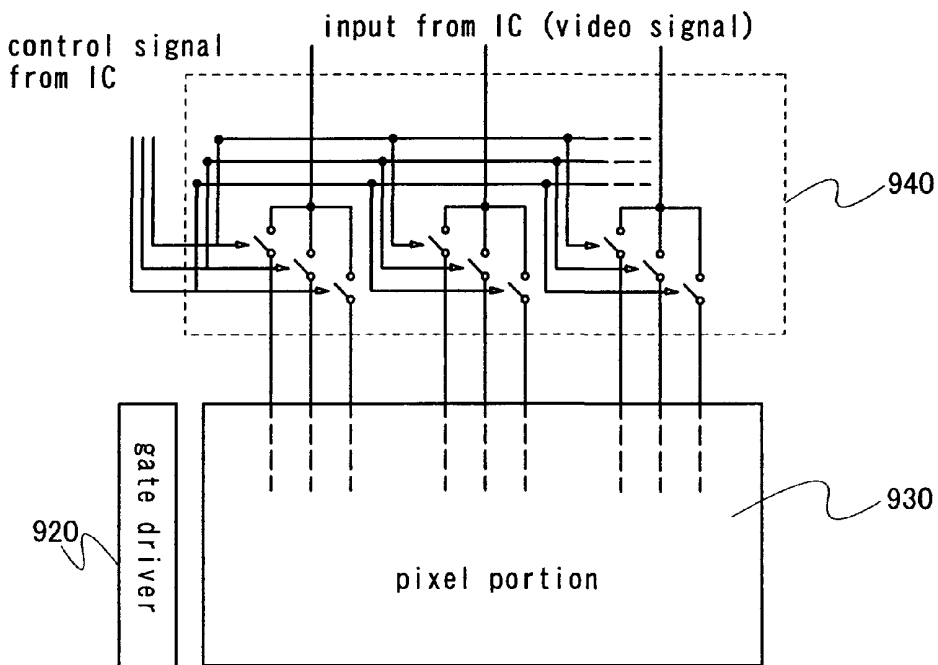 input from IC (video signal)
control signal
from IC
940
gate driver
920
930
pixel portion